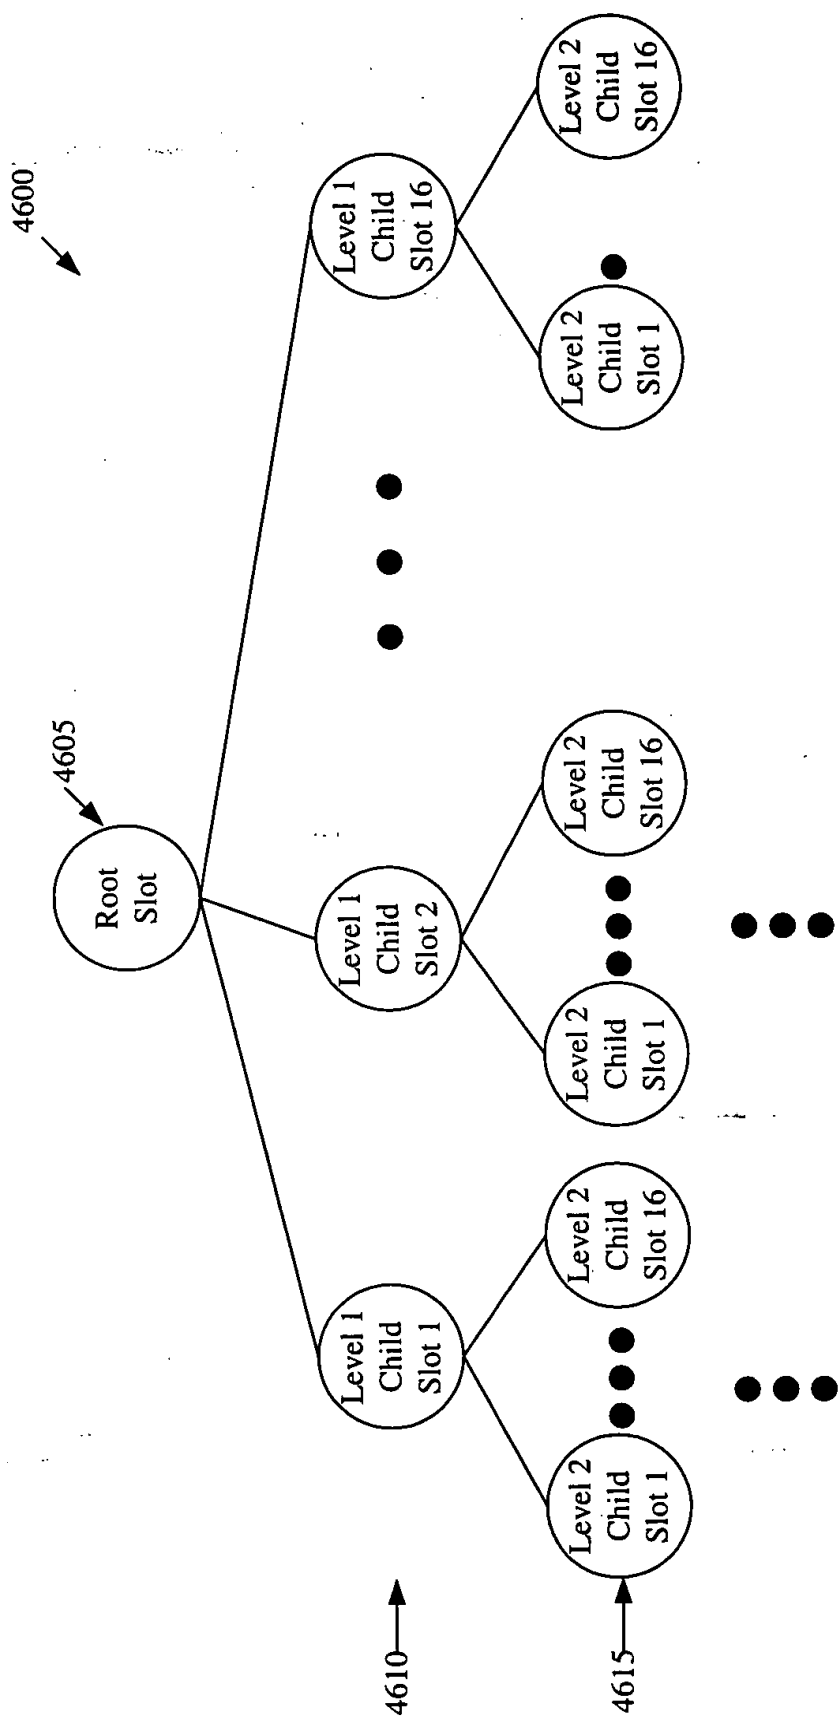 4600
4605
Root
Slot
4610
Level 1
Child
Slot 1
Level 1
Child
Slot 2
Level 1
Child
Slot 16
4615
Level 2
Child
Slot 1
Level 2
Child
Slot 16
Level 2
Child
Slot 1
Level 2
Child
Slot 16
Level 2
Child
Slot 1
Level 2
Child
Slot 16